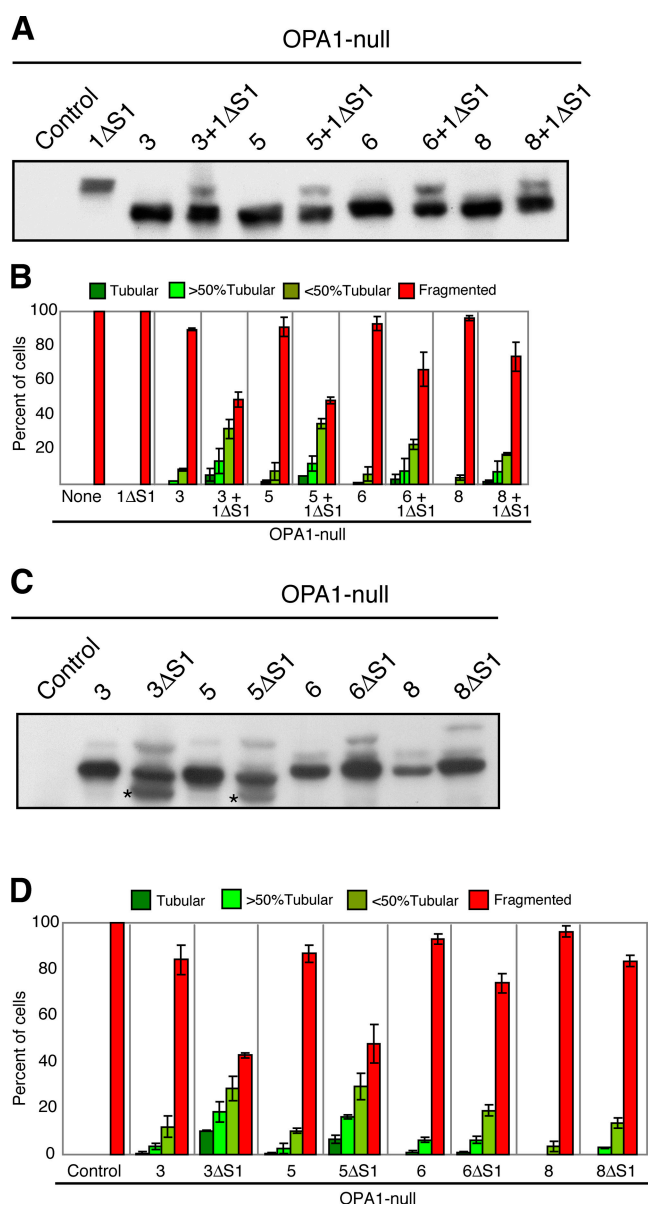 A
OPA1-null
Control 1ΔS1 3 3+1ΔS1 5 5+1ΔS1 6 6+1ΔS1 8 8+1ΔS1
B
Tubular >50%Tubular <50%Tubular Fragmented
Percent of cells
100
80
60
40
20
None 1ΔS1 3 3 + 1ΔS1 5 5 + 1ΔS1 6 6 + 1ΔS1 8 8 + 1ΔS1
OPA1-null
C
OPA1-null
Control 3 3ΔS1 5 5ΔS1 6 6ΔS1 8 8ΔS1
* *
D
Tubular >50%Tubular <50%Tubular Fragmented
Percent of cells
100
80
60
40
20
0
Control 3 3ΔS1 5 5ΔS1 6 6ΔS1 8 8ΔS1
OPA1-null